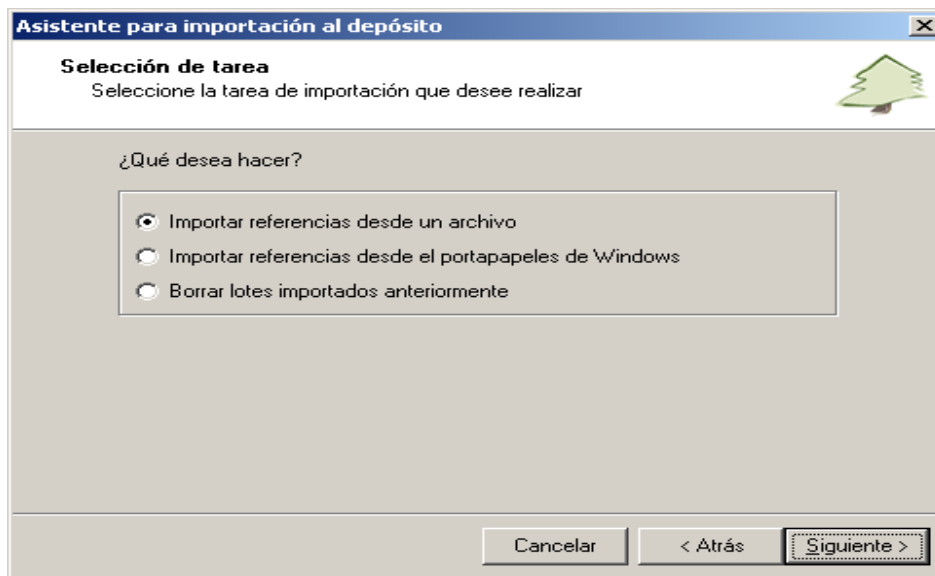 Asistente para importación al depósito
Selección de tarea
Seleccione la tarea de importación que desee realizar
¿Qué desea hacer?
Importar referencias desde un archivo
Importar referencias desde el portapapeles de Windows
Borrar lotes importados anteriormente
Cancelar
< Atrás
Siguiente >